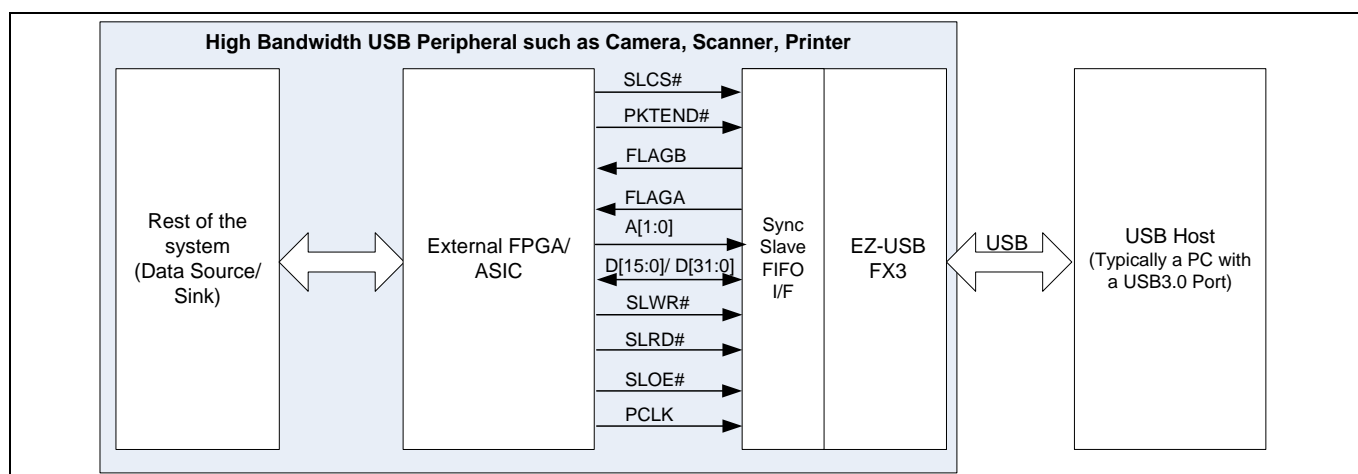 High Bandwidth USB Peripheral such as Camera, Scanner, Printer
Rest of the
system
(Data Source/
Sink)
External FPGA/
ASIC
SLCS#
PKTEND#
FLAGB
FLAGA
A[1:0]
D[15:0]/ D[31:0]
SLWR#
SLRD#
SLOE#
PCLK
Sync
Slave
FIFO
I/F
EZ-USB
FX3
USB
USB Host
(Typically a PC with
a USB3.0 Port)